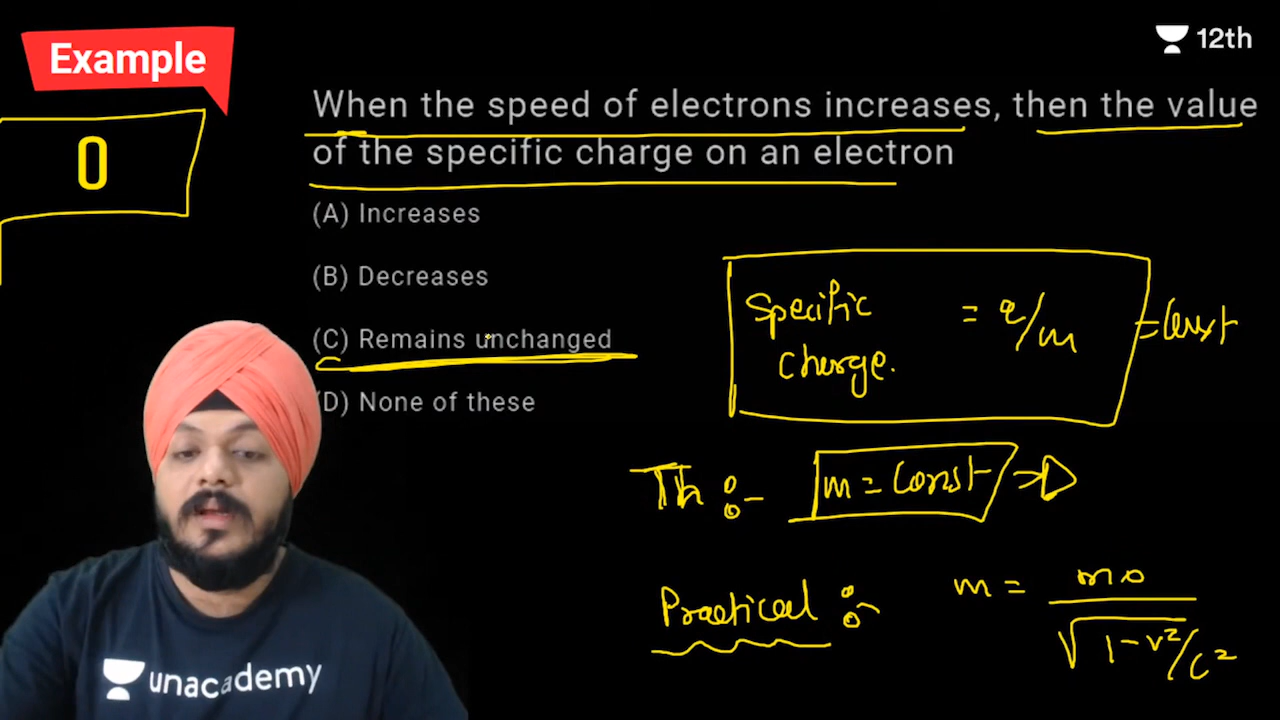 Example
12th
0
When the speed of electrons increases, then the value
of the specific charge on an electron
(A) Increases
(B) Decreases
(C) Remains unchanged
(D) None of these
Specific = e/m = Const
Charge.
Th :- m = Const
Practical :- m = mo / √1-v²/c²
unacademy